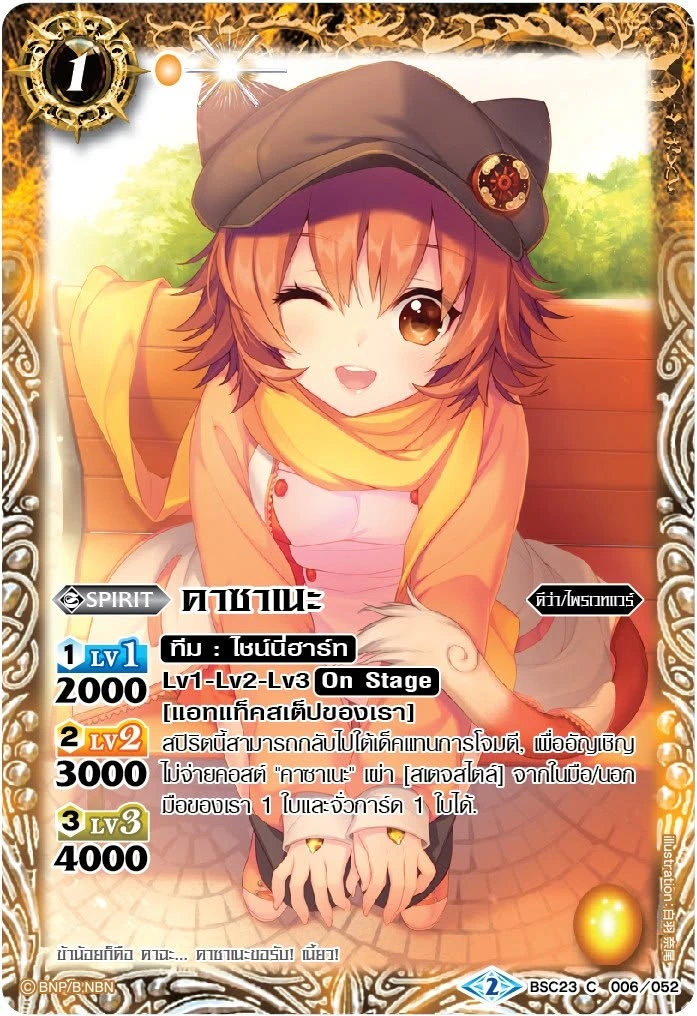 1
SPIRIT คาซาเนะ
ดีว่า/ไพรเวทแวร์
1 LV1
2000
2 LV2
3000
3 LV3
4000
ทีม : ไชน์นี่ฮาร์ท
Lv1-Lv2-Lv3 On Stage
[แอทแท็คสเต็ปของเรา]
สปิริตนี้สามารถกลับไปใต้เด็คแทนการโจมตี, เพื่ออัญเชิญ
ไม่จ่ายคอสต์ "คาซาเนะ" เผ่า [สเตจสไตล์] จากในมือ/นอก
มือของเรา 1 ใบและจั่วการ์ด 1 ใบได้.
illustration : 白羽 奈尾
ข้าน้อยก็คือ คาฉะ... คาซาเนะขอรับ! เนี้ยว!
©BNP/B.NBN
2
BSC23 C 006/052